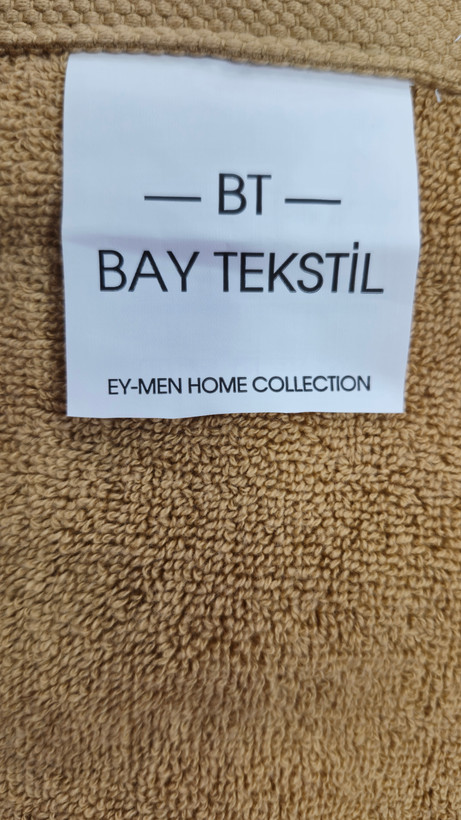 — BT —
BAY TEKSTİL
EY-MEN HOME COLLECTION